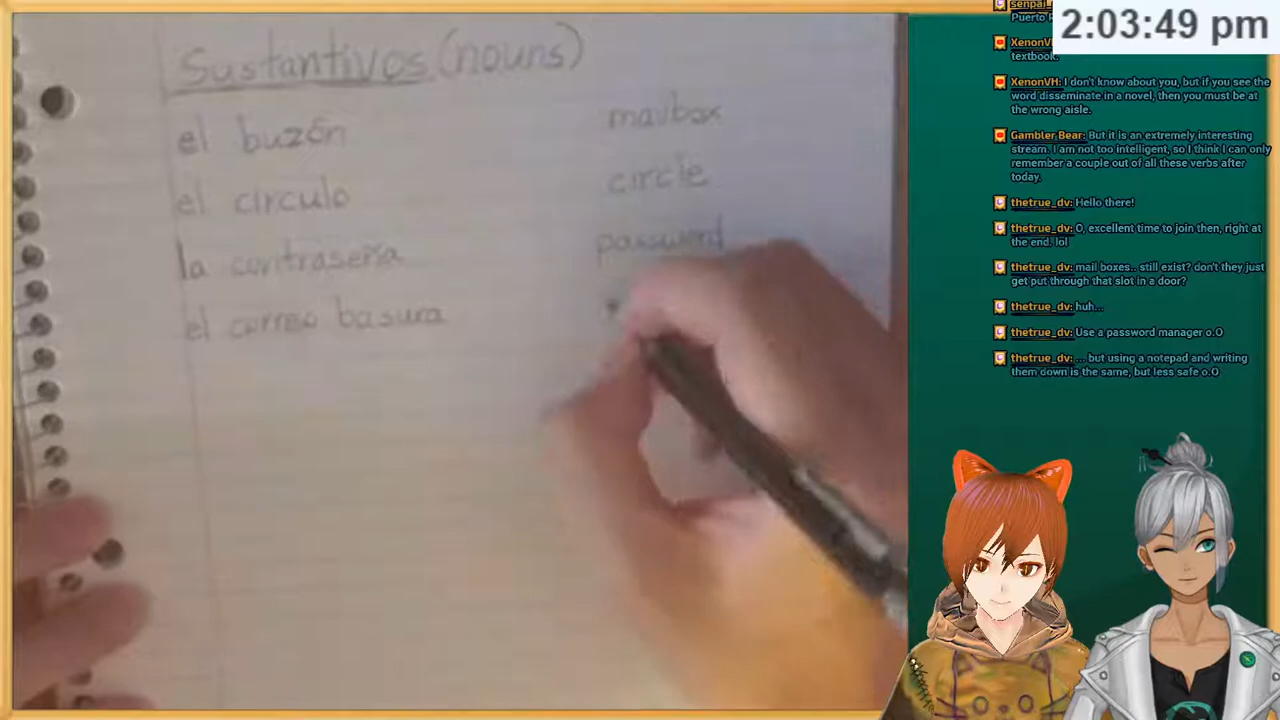 Sustantivos (nouns)
el buzón mailbox
el círculo circle
la contraseña password
el correo basura
2:03:49 pm
senpai_
Puerto
XenonV
textbook.
XenonVH: I don't know about you, but if you see the
word disseminate in a novel, then you must be at
the wrong aisle.
Gambler Bear: But it is an extremely interesting
stream. I am not too intelligent, so I think I can only
remember a couple out of all these verbs after
today.
thetrue_dv: Hello there!
thetrue_dv: O, excellent time to join then, right at
the end. lol
thetrue_dv: mail boxes.. still exist? don't they just
get put through that slot in a door?
thetrue_dv: huh...
thetrue_dv: Use a password manager o.O
thetrue_dv: ... but using a notepad and writing
them down is the same, but less safe o.O